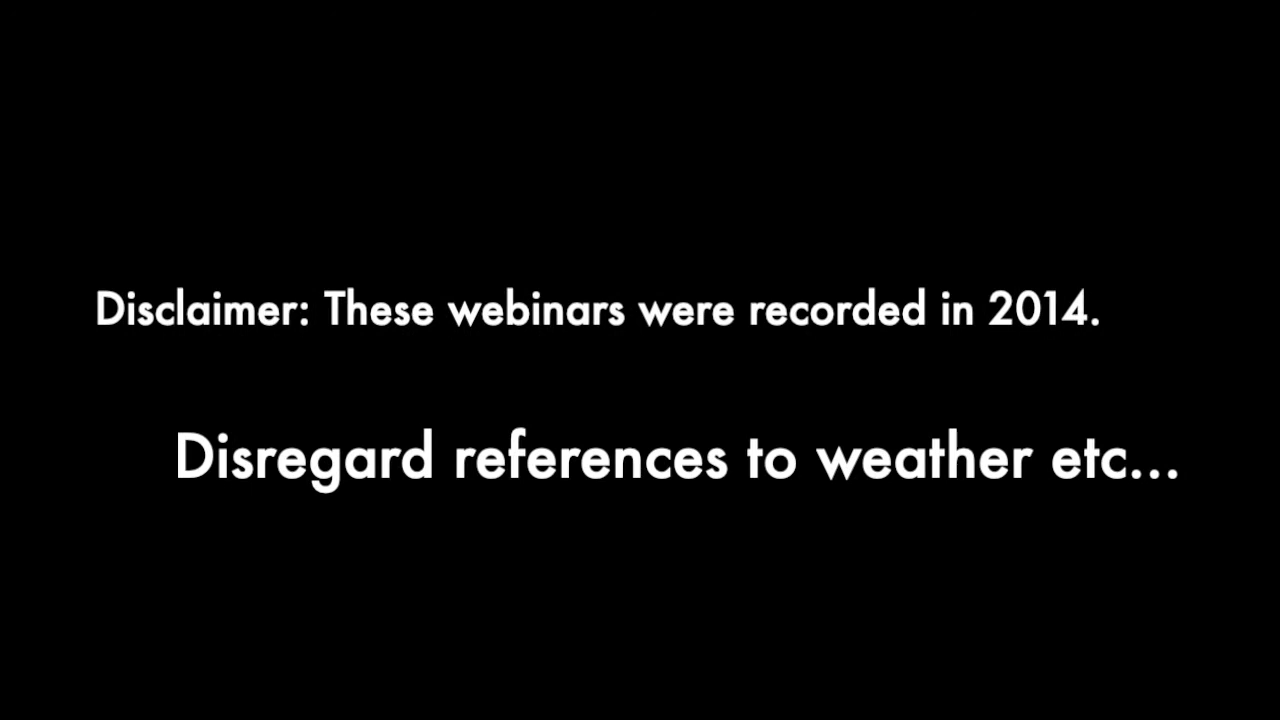 Disclaimer: These webinars were recorded in 2014.
Disregard references to weather etc...